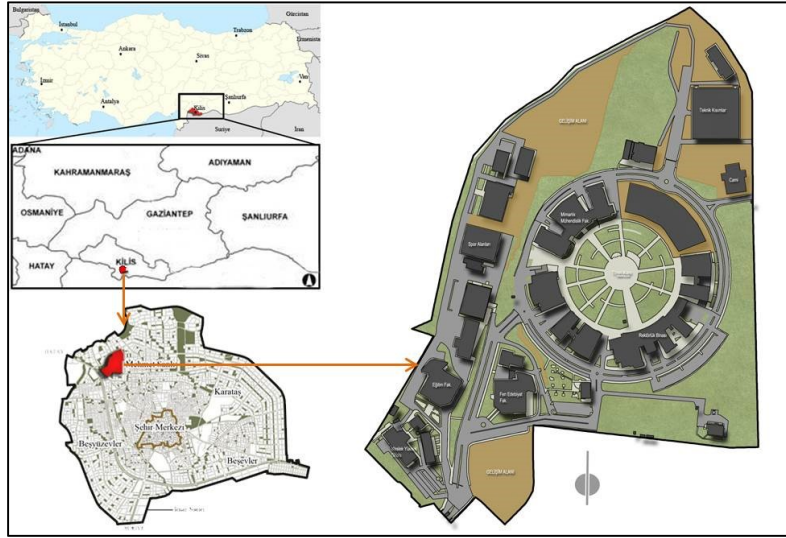 Bulgaristan
Gürcistan
İstanbul
Trabzon
Ermenistan
Ankara
Sivas
Van
İzmir
Antalya
Şanlıurfa
Kilis
Suriye
İran
ADANA
KAHRAMANMARAŞ
ADIYAMAN
OSMANİYE
GAZİANTEP
ŞANLIURFA
HATAY
KİLİS
Karataş
Şehir Merkezi
Beşyüzevler
Beşevler
GELİŞİM ALANI
Teknik Kısımlar
Cami
Mimarlık
Mühendislik Fak.
Spor Alanları
Rektörlük Binası
Eğitim Fak.
Fen Edebiyat
Fak.
GELİŞİM ALANI